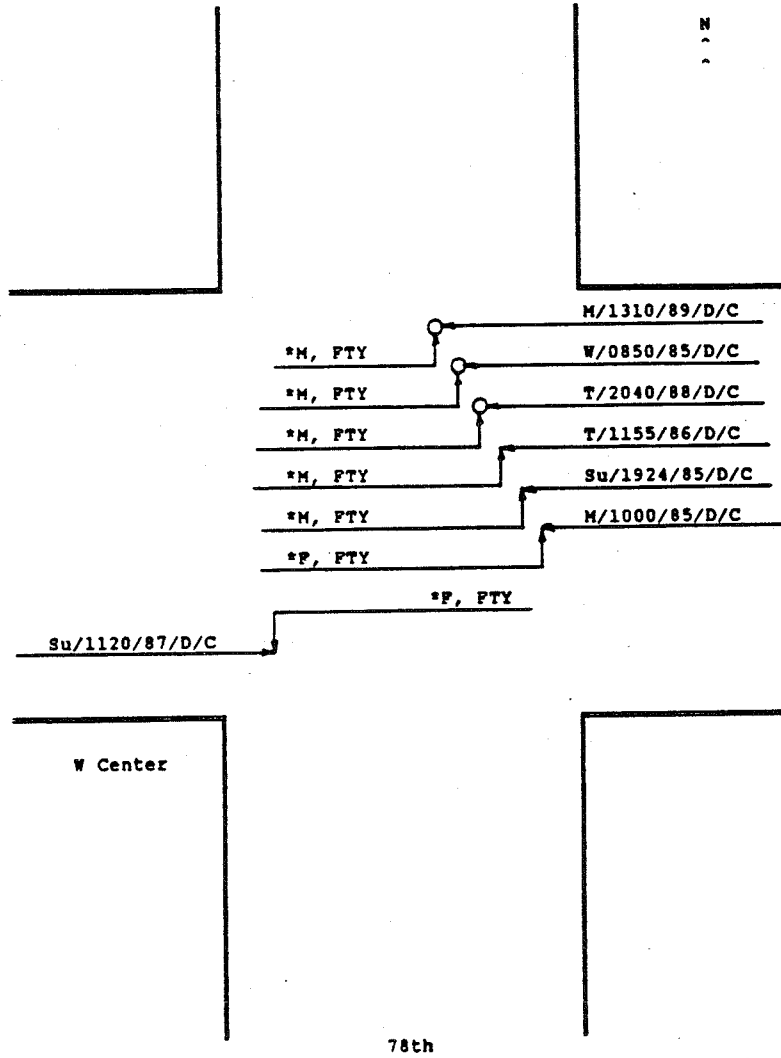 N
^
^
M/1310/89/D/C
*M, FTY
W/0850/85/D/C
*M, FTY
T/2040/88/D/C
*M, FTY
T/1155/86/D/C
*M, FTY
Su/1924/85/D/C
*M, FTY
M/1000/85/D/C
*F, FTY
*F, FTY
Su/1120/87/D/C
W Center
78th